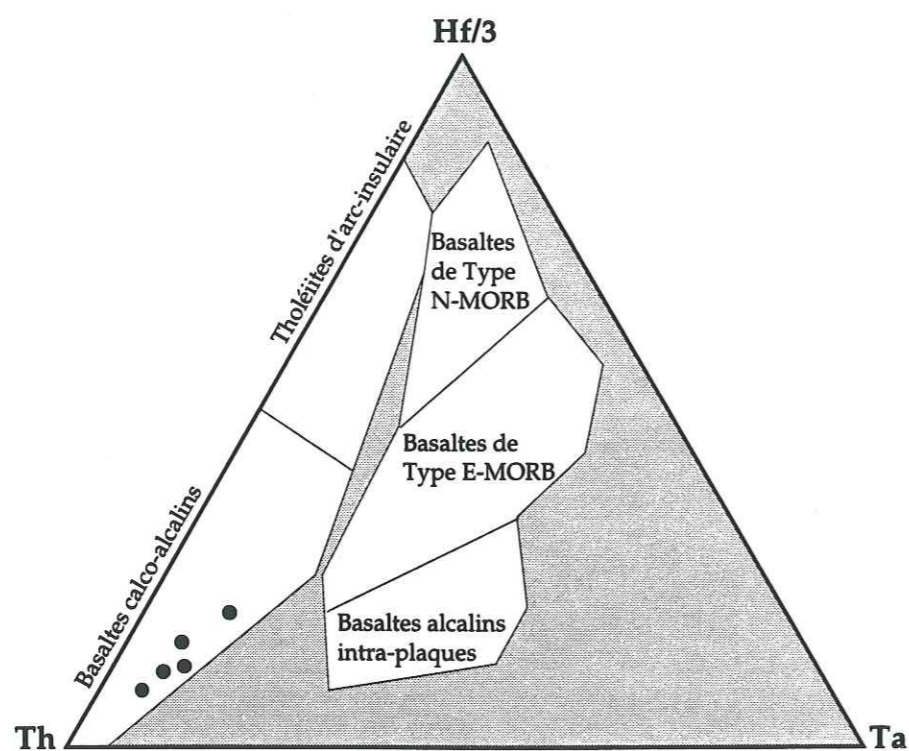 Hf/3
Tholéiites d'arc-insulaire
Basaltes
de Type
N-MORB
Basaltes de
Type E-MORB
Basaltes calco-alcalins
Basaltes alcalins
intra-plaques
Th
Ta